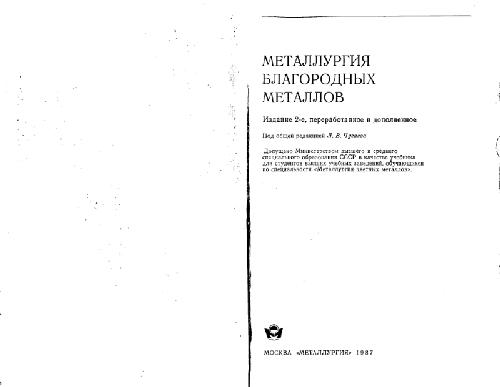 МЕТАЛЛУРГИЯ
БЛАГОРОДНЫХ
МЕТАЛЛОВ
Издание 2-е, переработанное и дополненное
Под общей редакцией Л. В. Чугаева
Допущено Министерством высшего и среднего
специального образования СССР в качестве учебника
для студентов высших учебных заведений, обучающихся
по специальности «Металлургия цветных металлов».
МОСКВА «МЕТАЛЛУРГИЯ» 1987